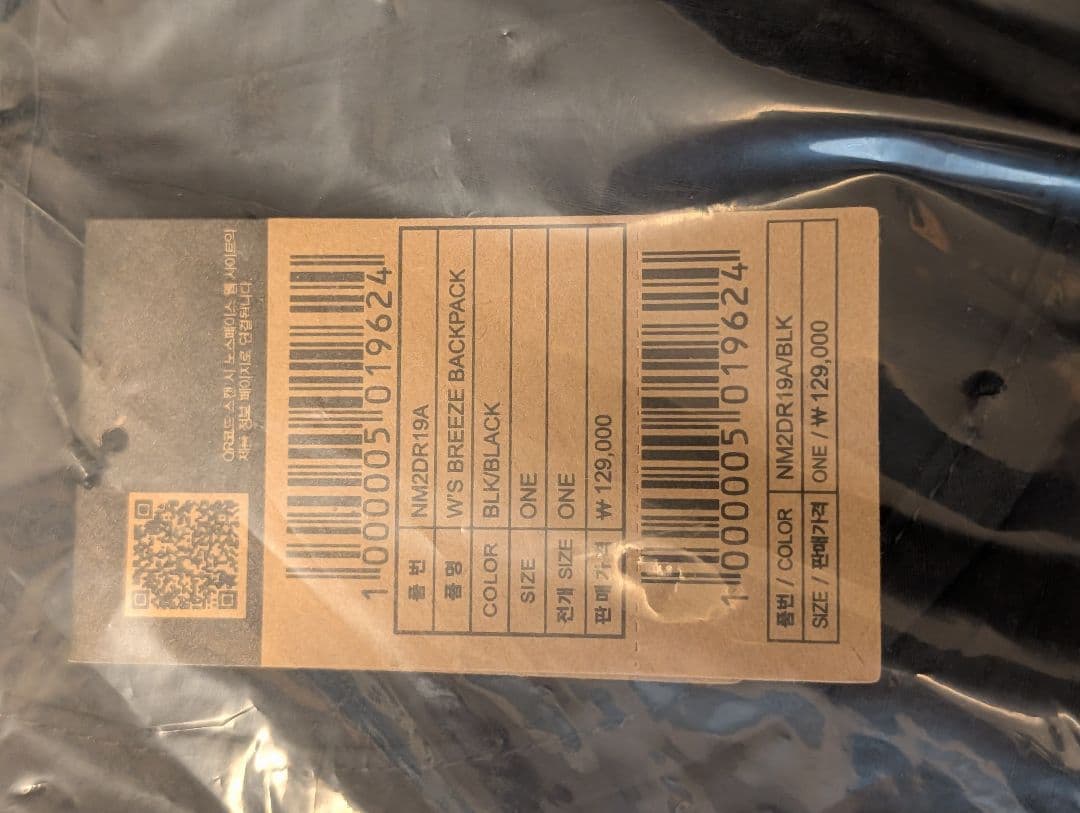 QR코드 스캔 시 노스페이스 웹 사이트의
제품 정보 페이지로 연결됩니다.
1000005019624
품 번 NM2DR19A
품 명 W'S BREEZE BACKPACK
COLOR BLK/BLACK
SIZE ONE
전개 SIZE ONE
판 매 가 격 ₩ 129,000
1000005019624
품번 / COLOR NM2DR19A/BLK
SIZE / 판매가격 ONE / ₩ 129,000